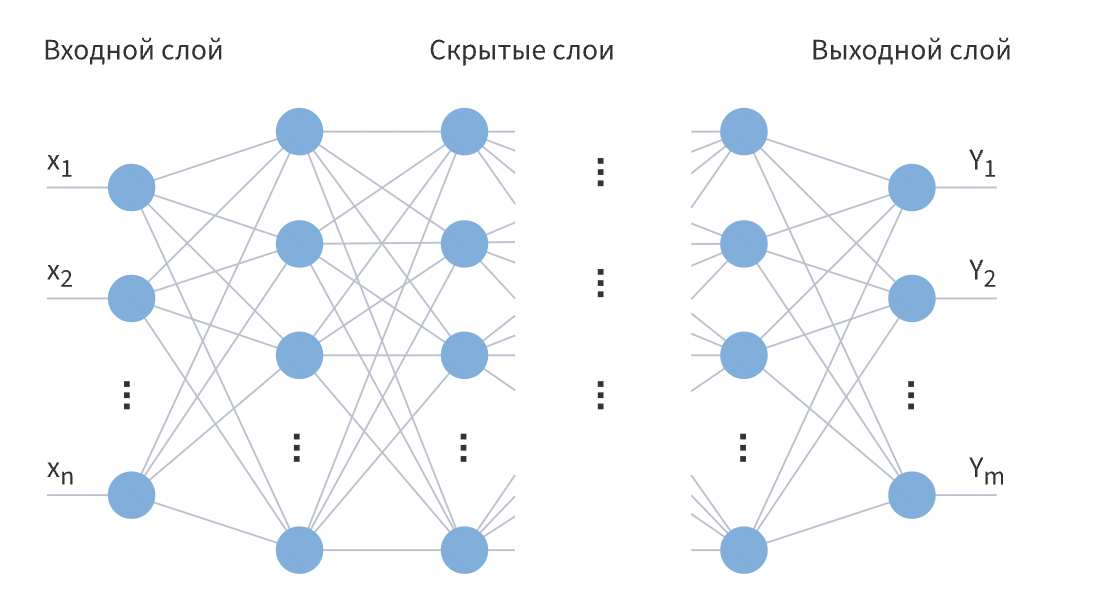 Входной слой
Скрытые слои
Выходной слой
x1
Y1
x2
Y2
xn
Ym